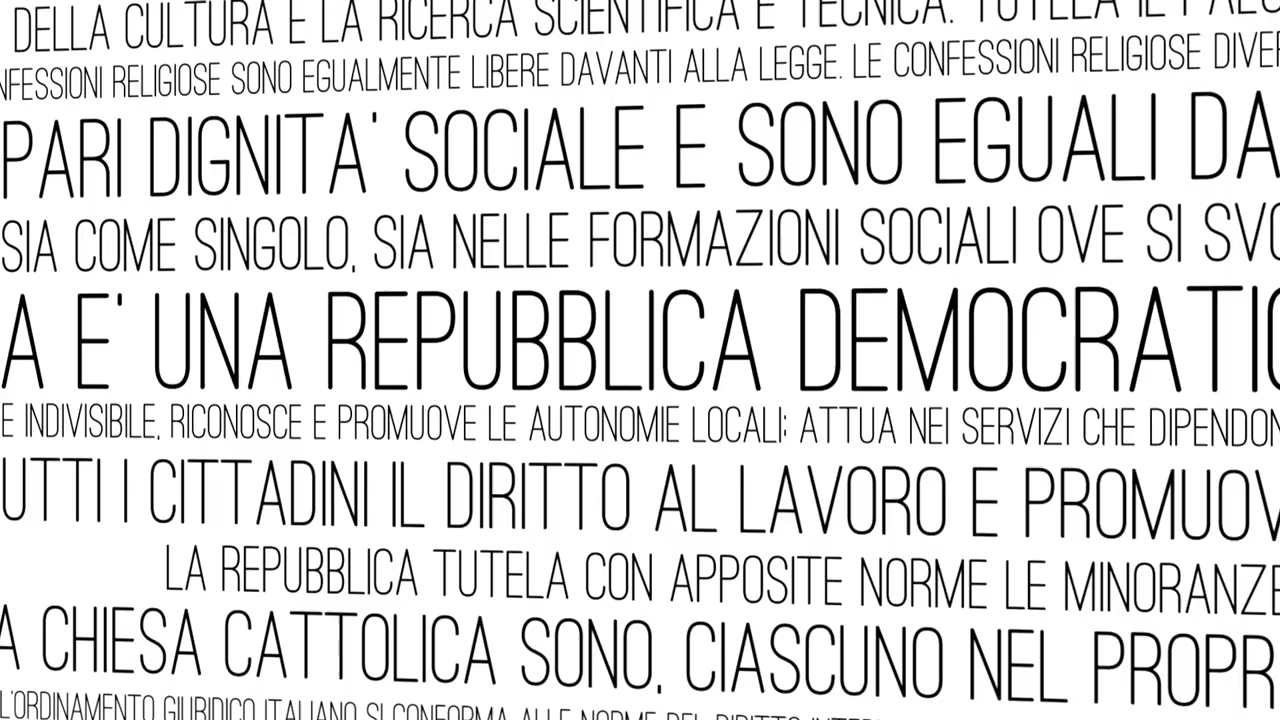 DELLA CULTURA E LA RICERCA SCIENTIFICA E TECNICA. TUTELA IL
RELIGIOSE SONO EGUALMENTE LIBERE DAVANTI ALLA LEGGE. LE CONFESSIONI RELIGIOSE
PARI DIGNITA' SOCIALE E SONO EGUALI DA
SIA COME SINGOLO, SIA NELLE FORMAZIONI SOCIALI OVE SI SVO
A E' UNA REPUBBLICA DEMOCRATIC
E INDIVISIBILE, RICONOSCE E PROMUOVE LE AUTONOMIE LOCALI; ATTUA NEI SERVIZI CHE DIPENDON
UTTI I CITTADINI IL DIRITTO AL LAVORO E PROMUOV
LA REPUBBLICA TUTELA CON APPOSITE NORME LE MINORANZE
A CHIESA CATTOLICA SONO, CIASCUNO NEL PROPR
L'ORDINAMENTO GIURIDICO ITALIANO SI CONFORMA ALLE NORME DEL DIRITTO